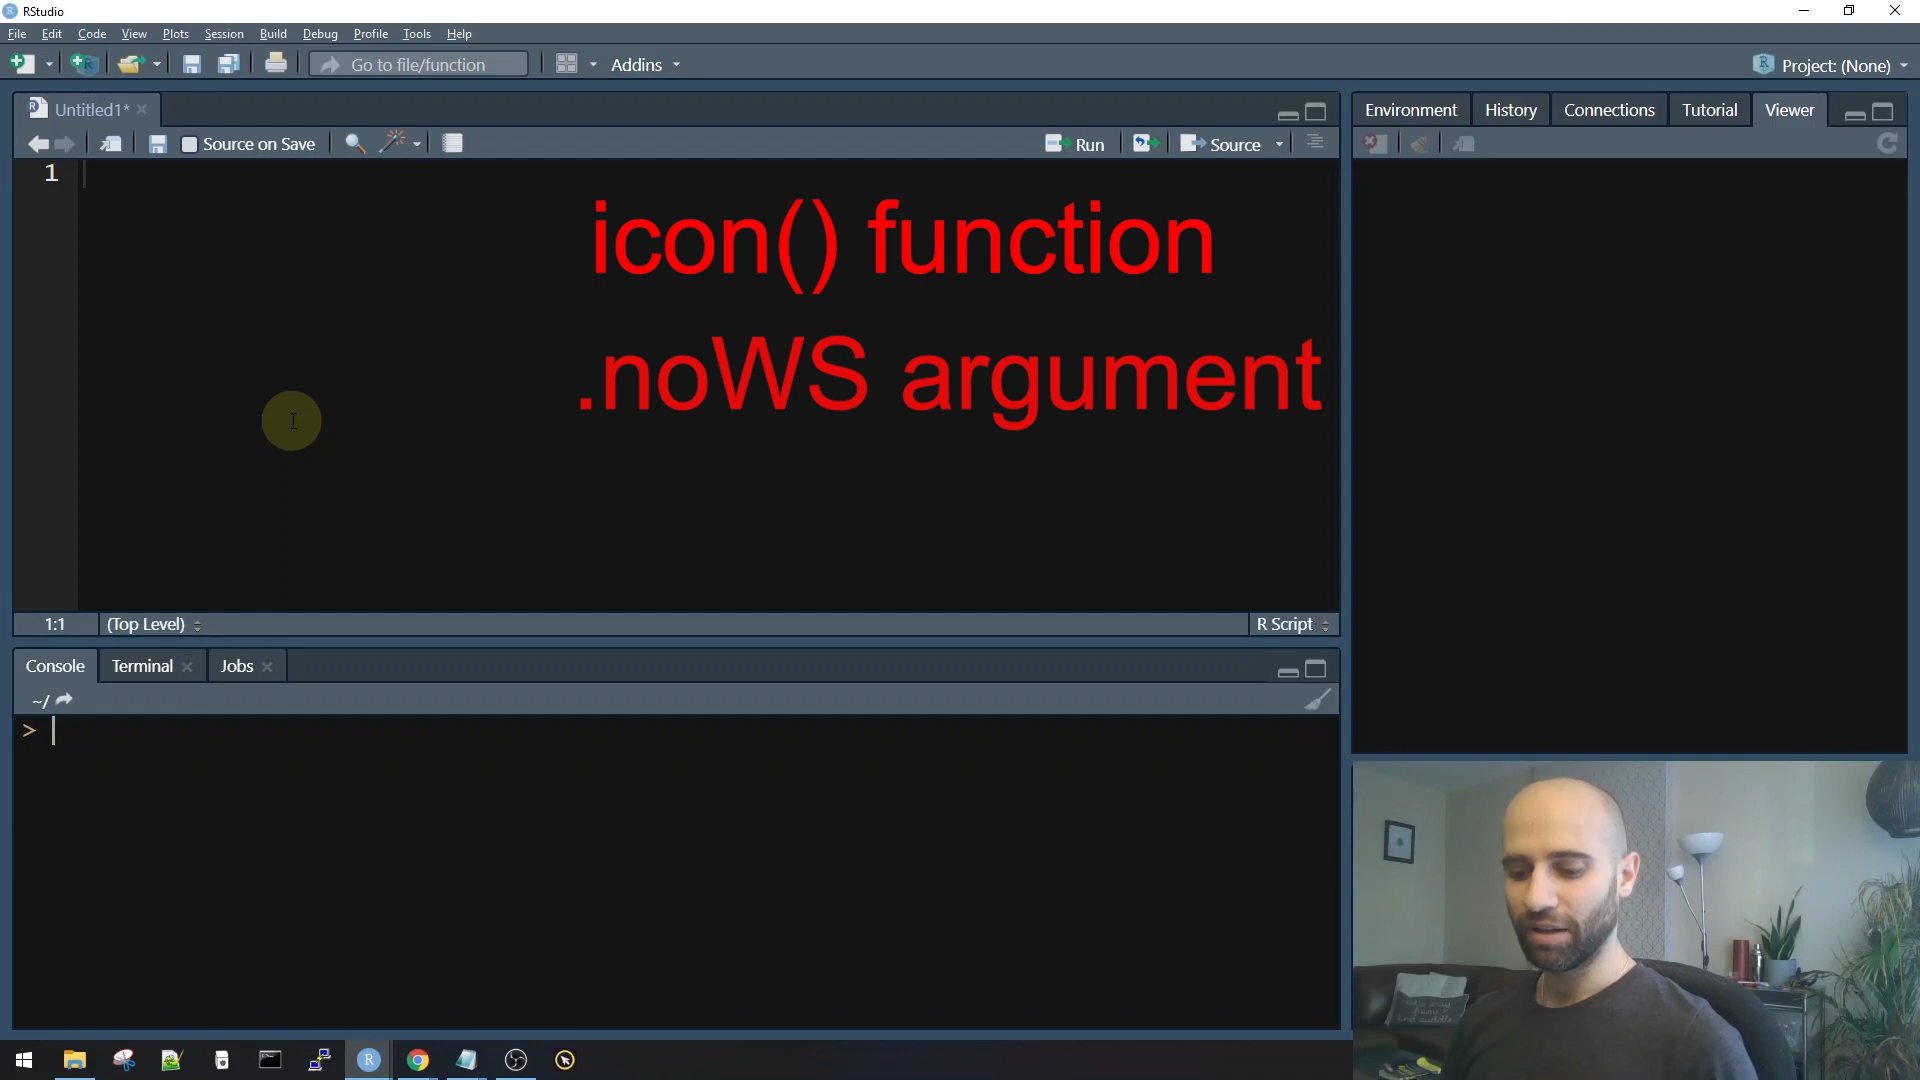 RStudio
File Edit Code View Plots Session Build Debug Profile Tools Help
Go to file/function Addins Project: (None)
Untitled1*
Source on Save Run Source
1
icon() function
.noWS argument
1:1 (Top Level) R Script
Environment History Connections Tutorial Viewer
Console Terminal Jobs
~/
>